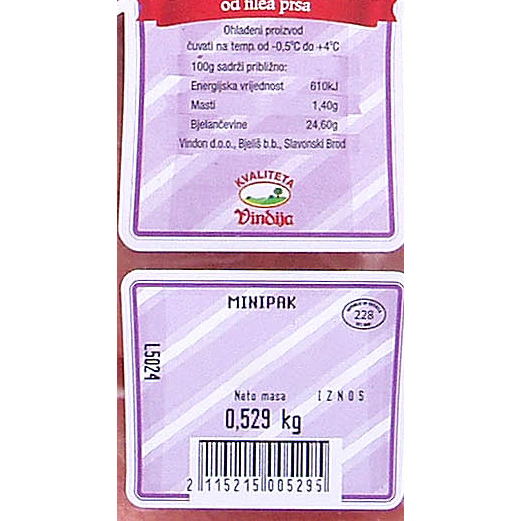 od filea prsa
Ohlađeni proizvod
čuvati na temp. od -0,5°C do +4°C
100g sadrži približno:
Energijska vrijednost 610kJ
Masti 1,40g
Bjelančevine 24,60g
Vindon d.o.o., Bjeliš b.b., Slavonski Brod
KVALITETA
Vindija
MINIPAK
228
L5024
Neto masa IZNOS
0,529 kg
2 115215 005295